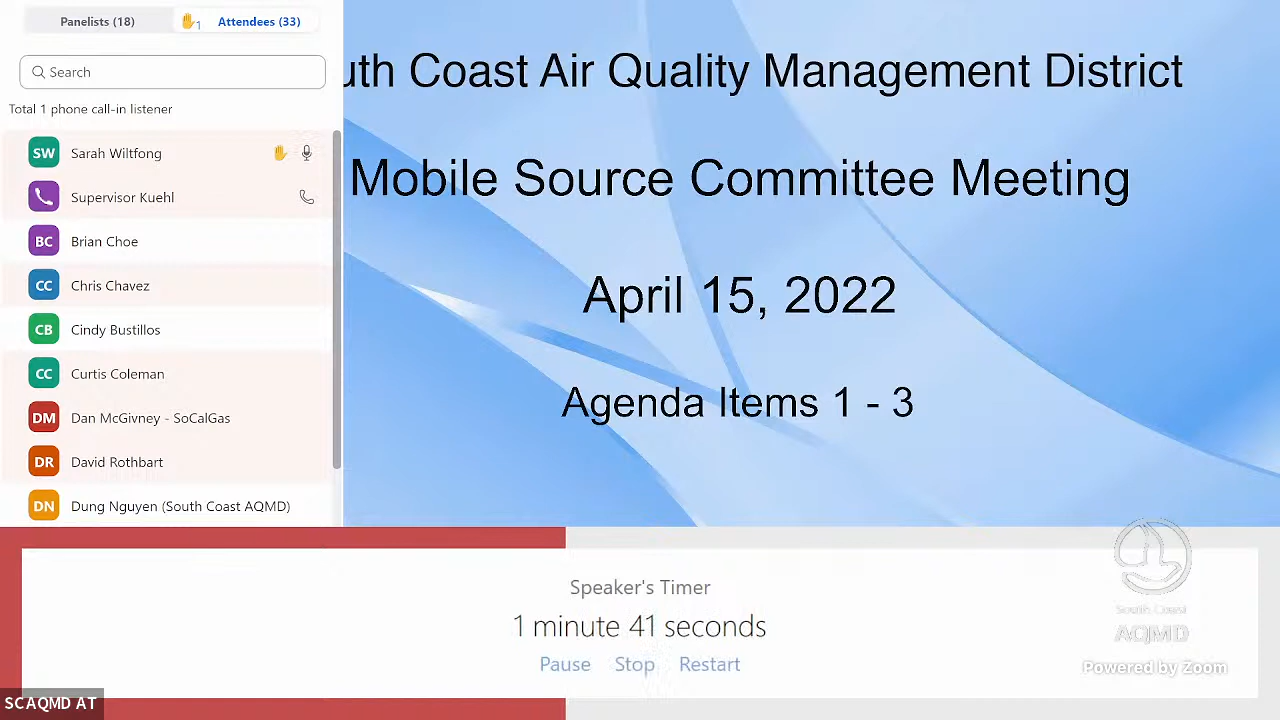 Panelists (18)
1
Attendees (33)
Search
Total 1 phone call-in listener
SW Sarah Wiltfong
Supervisor Kuehl
BC Brian Choe
CC Chris Chavez
CB Cindy Bustillos
CC Curtis Coleman
DM Dan McGivney - SoCalGas
DR David Rothbart
DN Dung Nguyen (South Coast AQMD)
uth Coast Air Quality Management District
Mobile Source Committee Meeting
April 15, 2022
Agenda Items 1 - 3
Speaker's Timer
1 minute 41 seconds
Pause Stop Restart
South Coast
AQMD
Powered by Zoom
SCAQMD AT